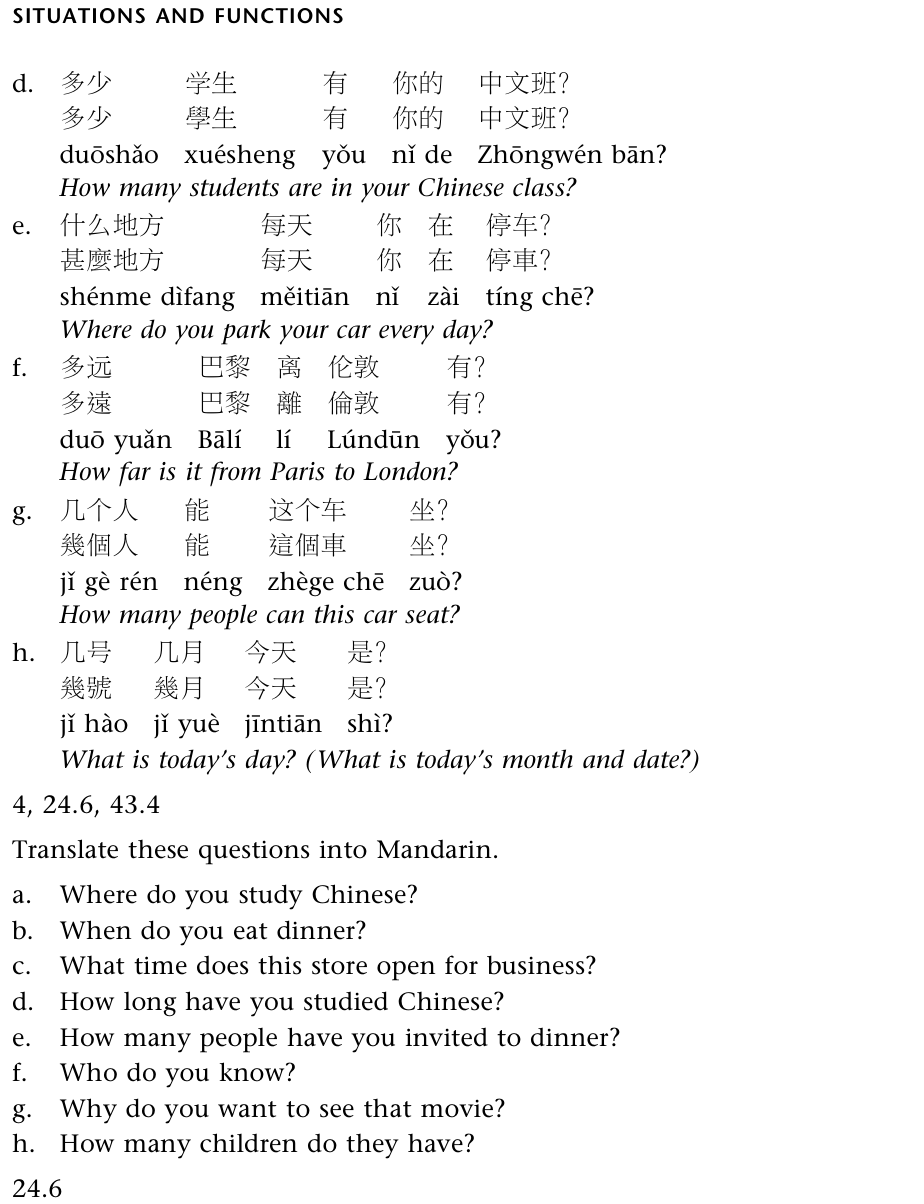 SITUATIONS AND FUNCTIONS
d. 多少 学生 有 你的 中文班?
多少 學生 有 你的 中文班?
duōshǎo xuésheng yǒu nǐ de Zhōngwén bān?
How many students are in your Chinese class?
e. 什么地方 每天 你 在 停车?
甚麼地方 每天 你 在 停車?
shénme dìfang měitiān nǐ zài tíng chē?
Where do you park your car every day?
f. 多远 巴黎 离 伦敦 有?
多遠 巴黎 離 倫敦 有?
duō yuǎn Bālí lí Lúndūn yǒu?
How far is it from Paris to London?
g. 几个人 能 这个车 坐?
幾個人 能 這個車 坐?
jǐ gè rén néng zhège chē zuò?
How many people can this car seat?
h. 几号 几月 今天 是?
幾號 幾月 今天 是?
jǐ hào jǐ yuè jīntiān shì?
What is today's day? (What is today's month and date?)
4, 24.6, 43.4
Translate these questions into Mandarin.
a. Where do you study Chinese?
b. When do you eat dinner?
c. What time does this store open for business?
d. How long have you studied Chinese?
e. How many people have you invited to dinner?
f. Who do you know?
g. Why do you want to see that movie?
h. How many children do they have?
24.6